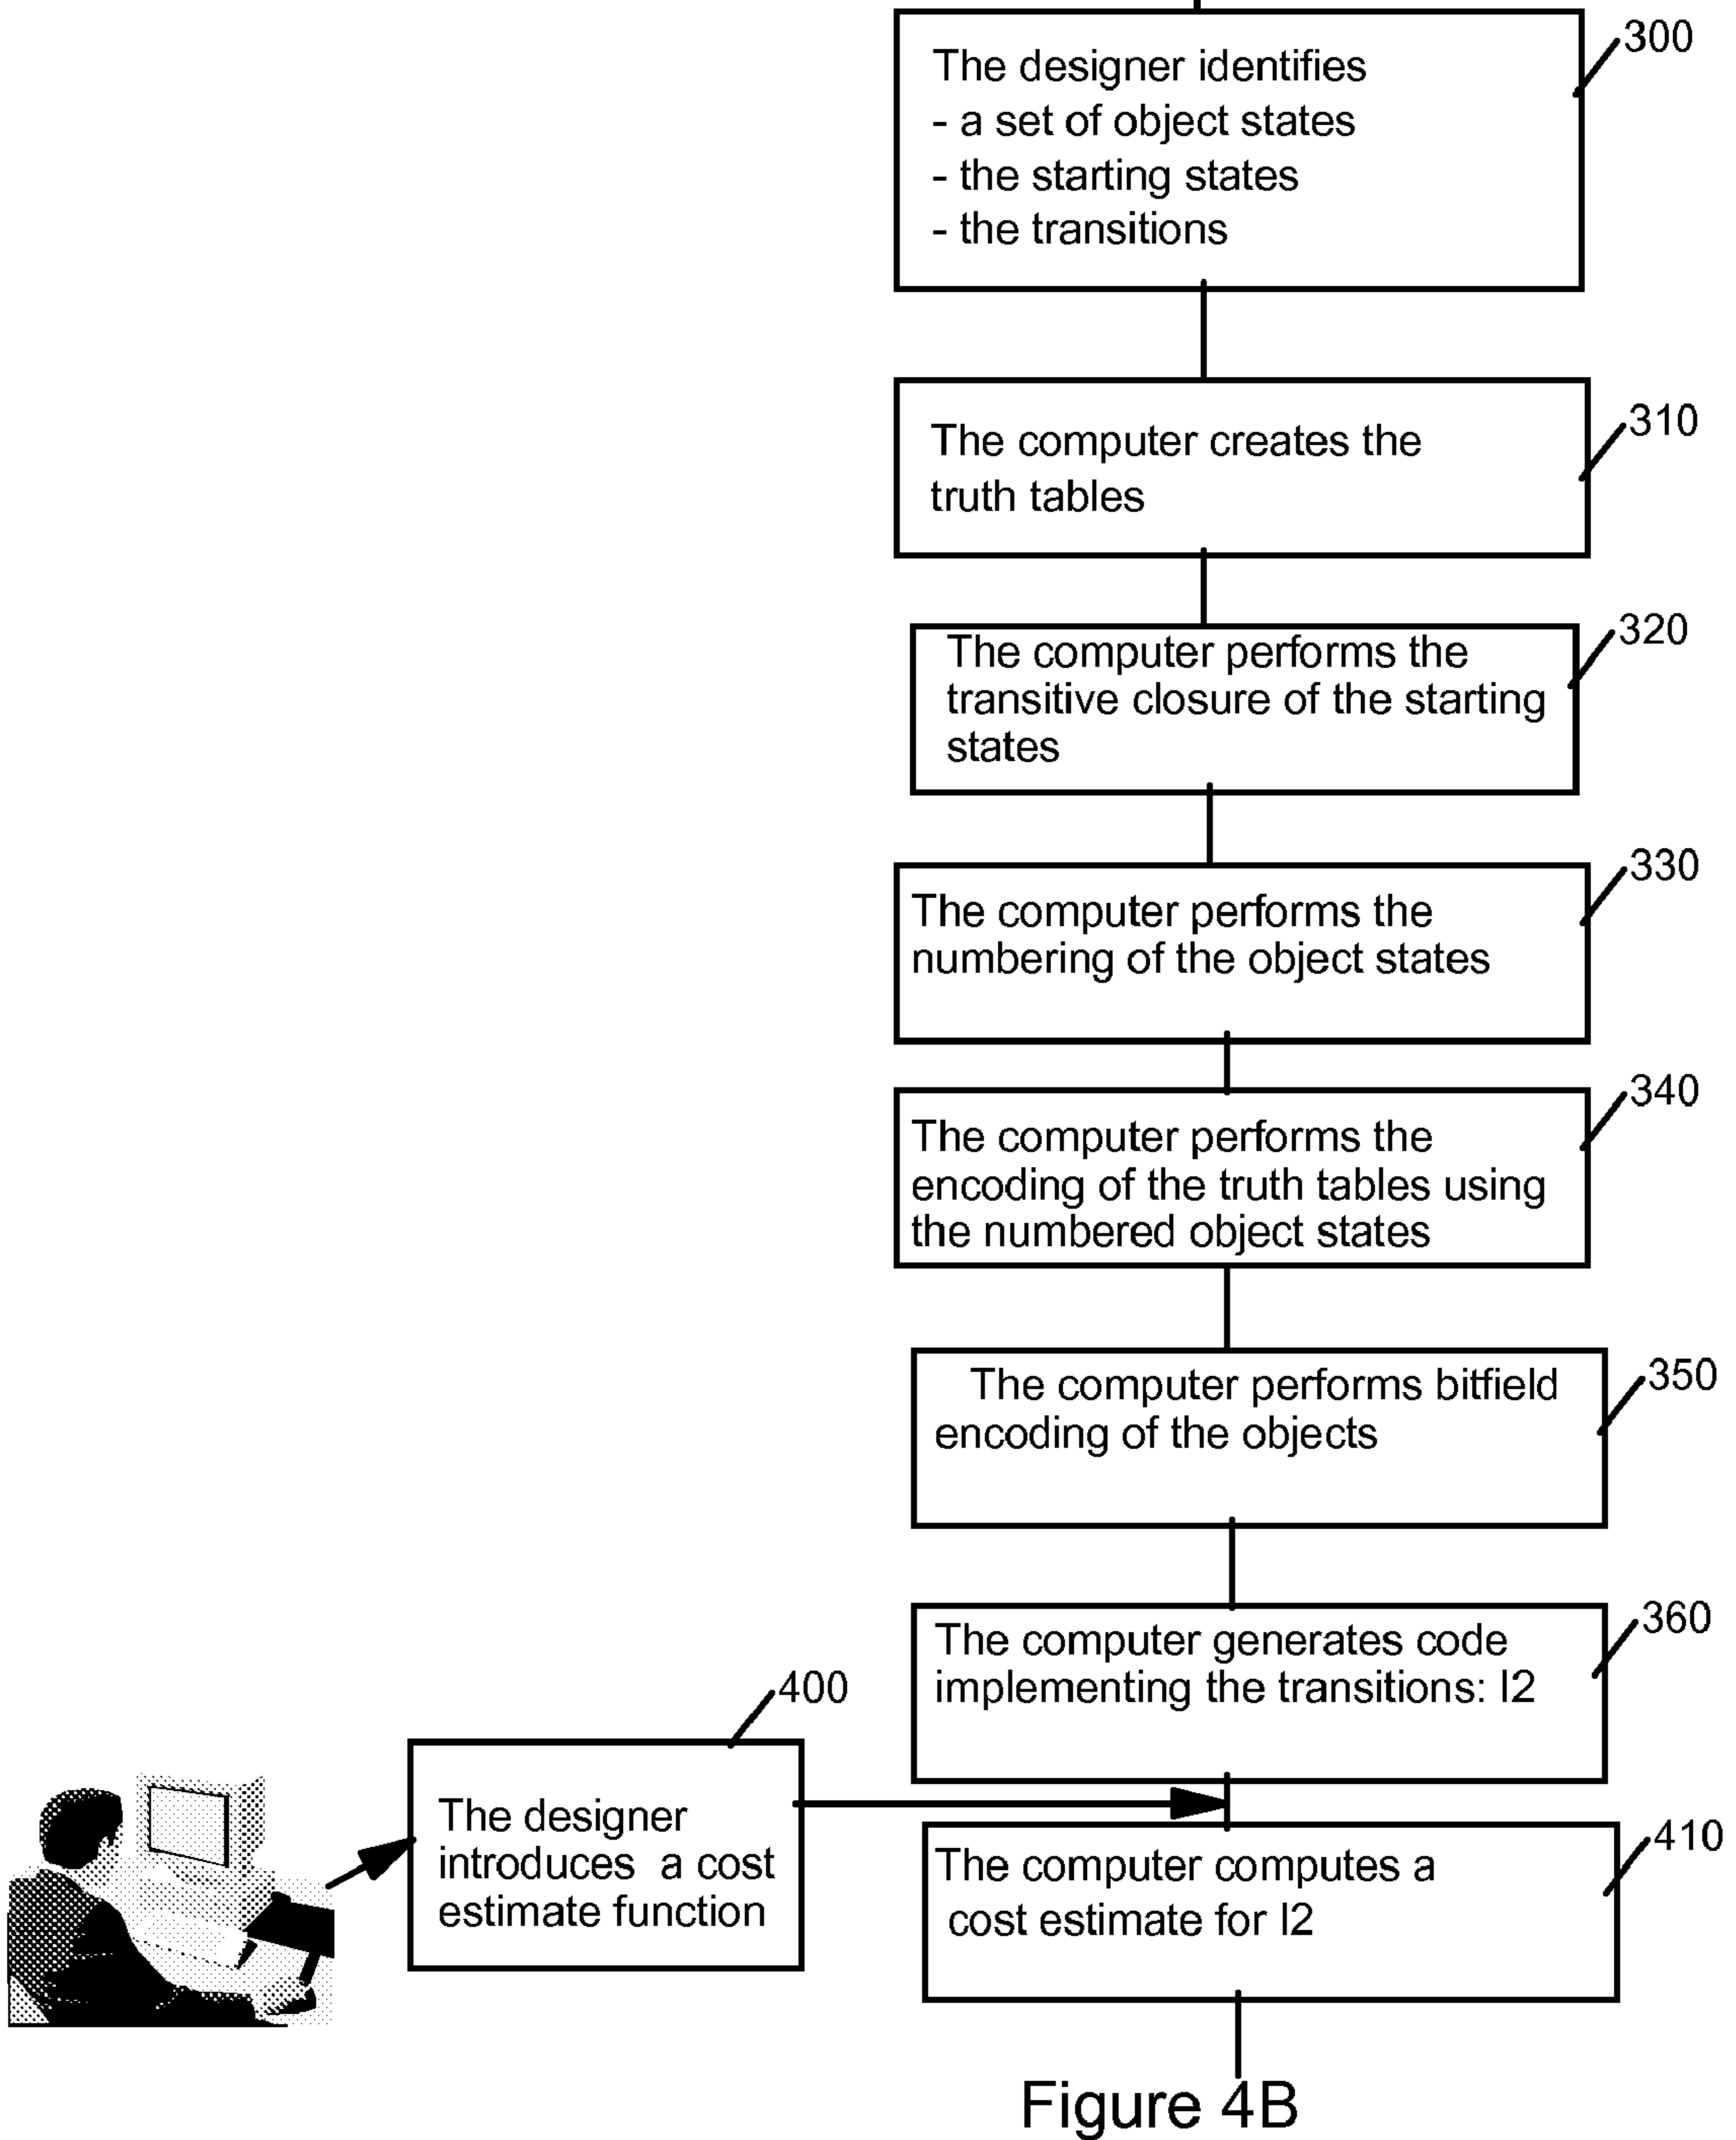 300
The designer identifies
- a set of object states
- the starting states
- the transitions
310
The computer creates the
truth tables
320
The computer performs the
transitive closure of the starting
states
330
The computer performs the
numbering of the object states
340
The computer performs the
encoding of the truth tables using
the numbered object states
350
The computer performs bitfield
encoding of the objects
360
The computer generates code
implementing the transitions: I2
400
The designer
introduces a cost
estimate function
410
The computer computes a
cost estimate for I2
Figure 4B